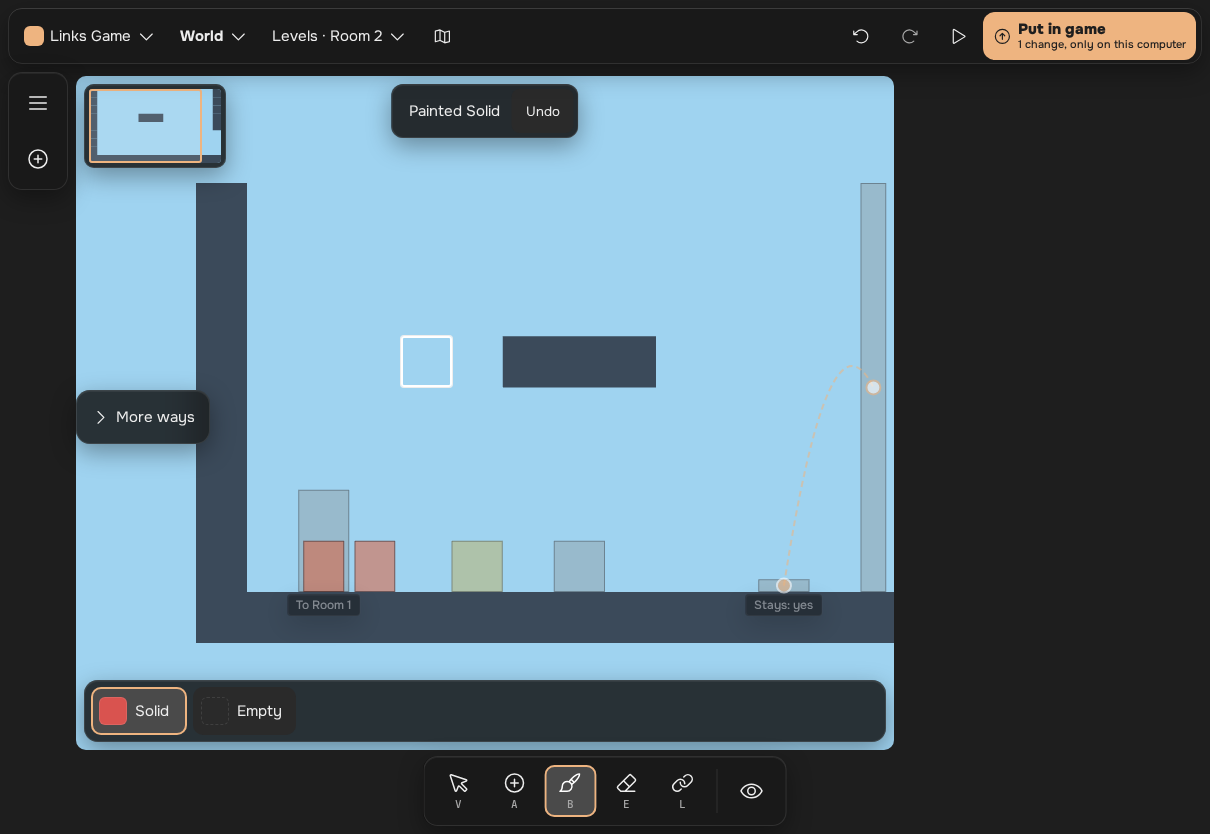 Links Game
World
Levels · Room 2
Put in game
1 change, only on this computer
Painted Solid
Undo
More ways
To Room 1
Stays: yes
Solid
Empty
V
A
B
E
L